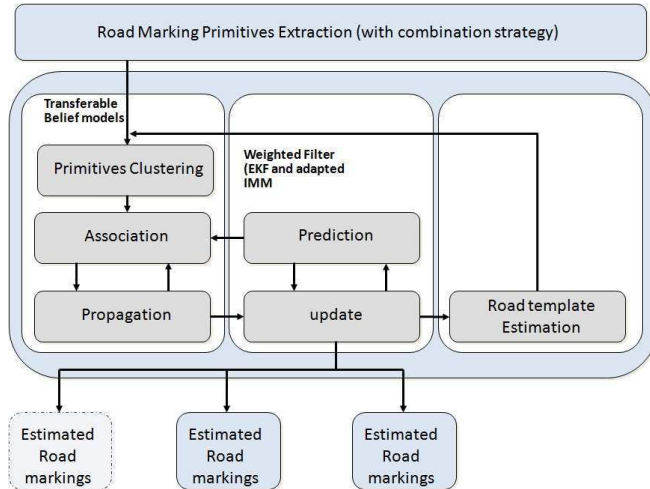 Road Marking Primitives Extraction (with combination strategy)
Transferable
Belief models
Primitives Clustering
Weighted Filter
(EKF and adapted
IMM
Association
Prediction
Propagation
update
Road template
Estimation
Estimated
Road
markings
Estimated
Road
markings
Estimated
Road
markings